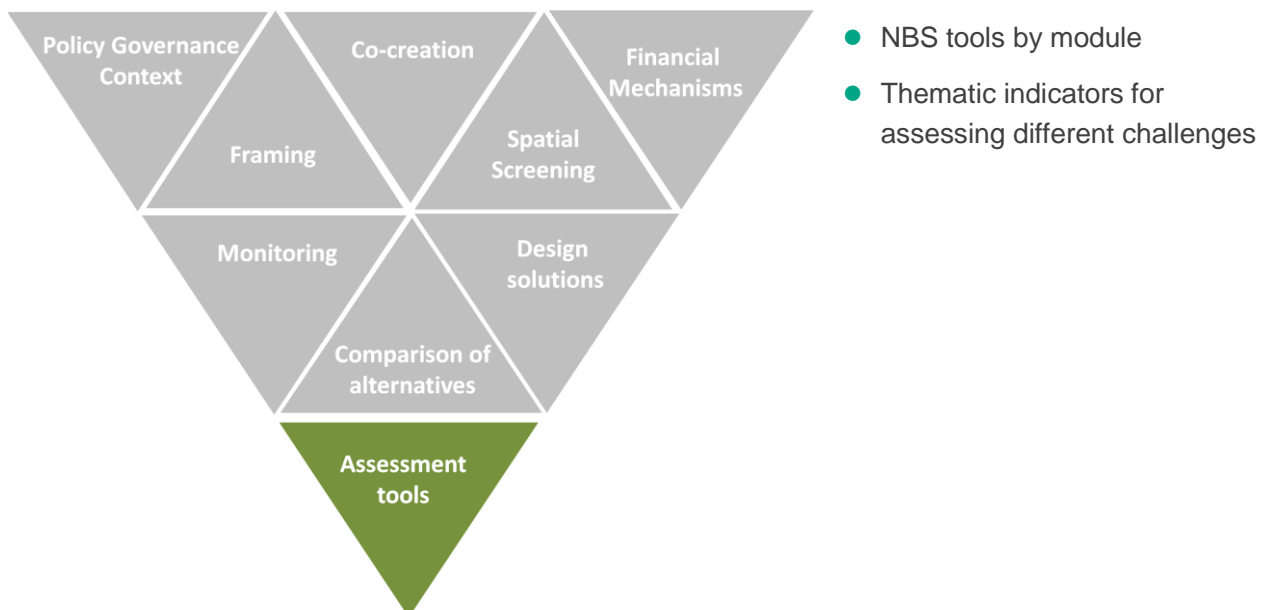 Policy Governance
Context
Co-creation
Financial
Mechanisms
Framing
Spatial
Screening
Monitoring
Design
solutions
Comparison of
alternatives
Assessment
tools
NBS tools by module
Thematic indicators for
assessing different challenges